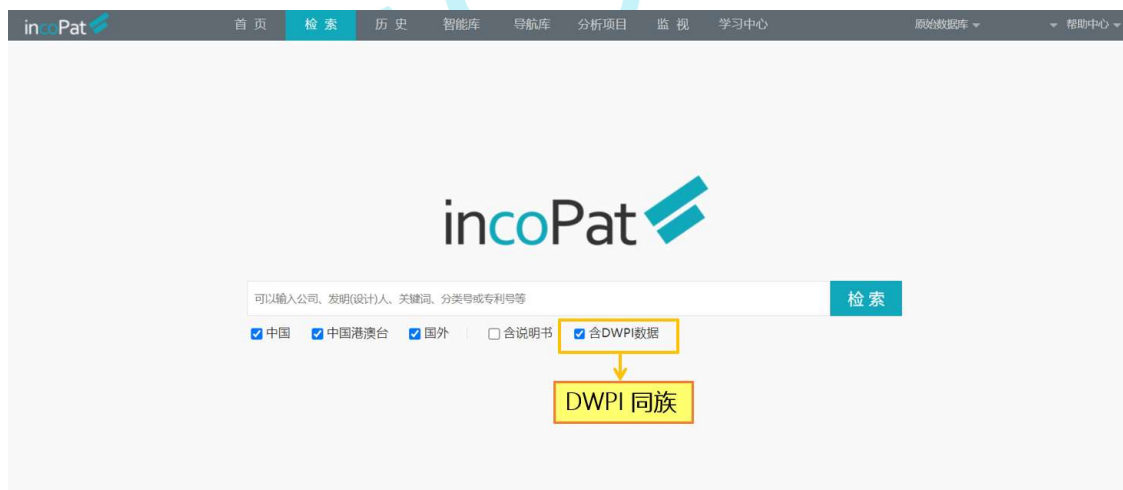 incoPat 首 页 检 索 历 史 智能库 导航库 分析项目 监 视 学习中心 原始数据库 帮助中心
incoPat
可以输入公司、发明(设计)人、关键词、分类号或专利号等 检 索
中国 中国港澳台 国外 含说明书 含DWPI数据
DWPI 同族